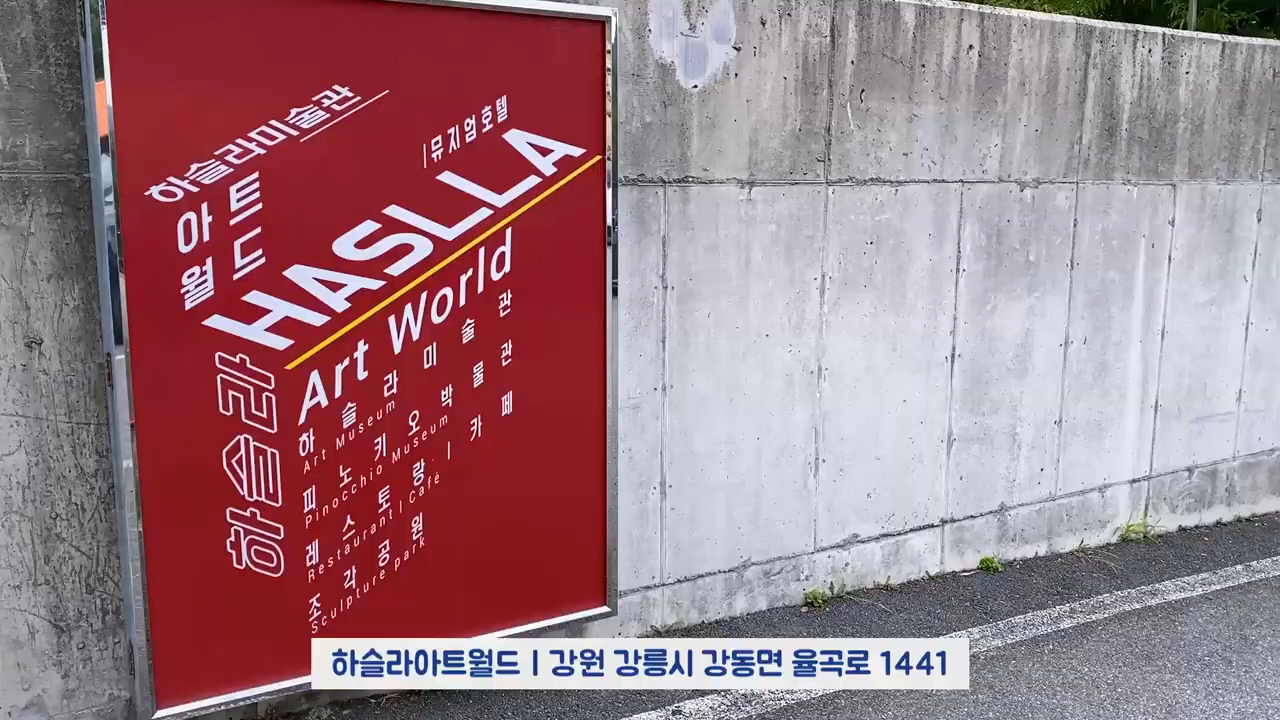 하슬라미술관
아트
월드
|뮤지엄호텔
HASLLA
Art World
하슬라
하슬라미술관
Art Museum
피노키오박물관
Pinocchio Museum
레스토랑|카페
Restaurant | Café
조각공원
Sculpture park
하슬라아트월드 | 강원 강릉시 강동면 율곡로 1441